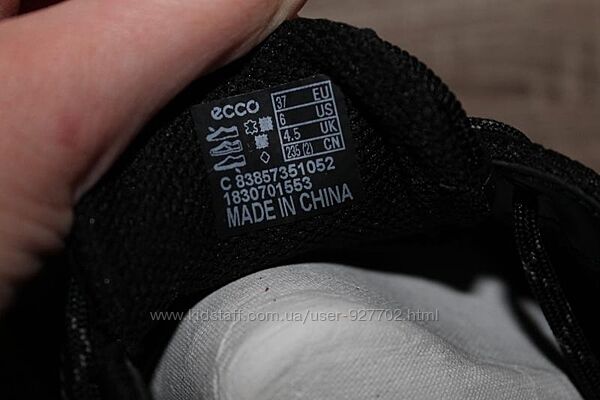 ecco
37 EU
6 US
4.5 UK
235 (2) CN
C 83857351052
1830701553
MADE IN CHINA
www.kidstaff.com.ua/user-927702.html